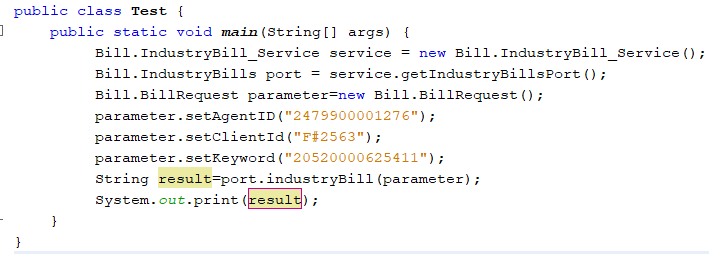 public class Test {
public static void main(String[] args) {
Bill.IndustryBill_Service service = new Bill.IndustryBill_Service();
Bill.IndustryBills port = service.getIndustryBillsPort();
Bill.BillRequest parameter=new Bill.BillRequest();
parameter.setAgentID("2479900001276");
parameter.setClientId("F#2563");
parameter.setKeyword("20520000625411");
String result=port.industryBill(parameter);
System.out.print(result);
}
}